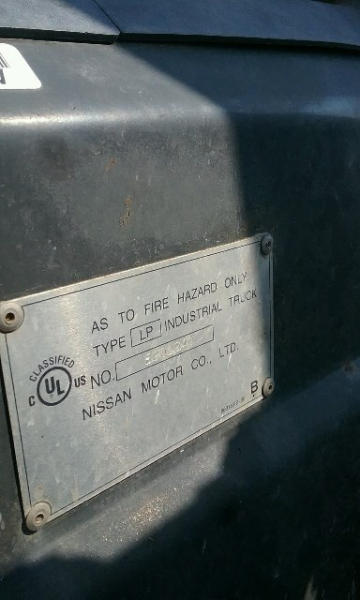 AS TO FIRE HAZARD ONLY
TYPE LP INDUSTRIAL TRUCK
CLASSIFIED
C UL US
NO.
NISSAN MOTOR CO., LTD.
B